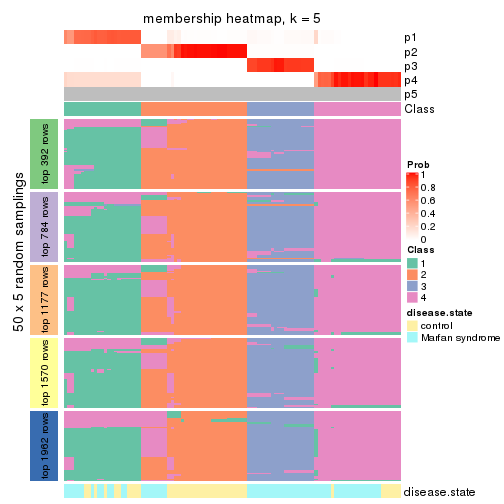 membership heatmap, k = 5
p1
p2
p3
p4
p5
Class
50 x 5 random samplings
top 392 rows
top 784 rows
top 1177 rows
top 1570 rows
top 1962 rows
disease.state
Prob
1
0.8
0.6
0.4
0.2
0
Class
1
2
3
4
disease.state
control
Marfan syndrome